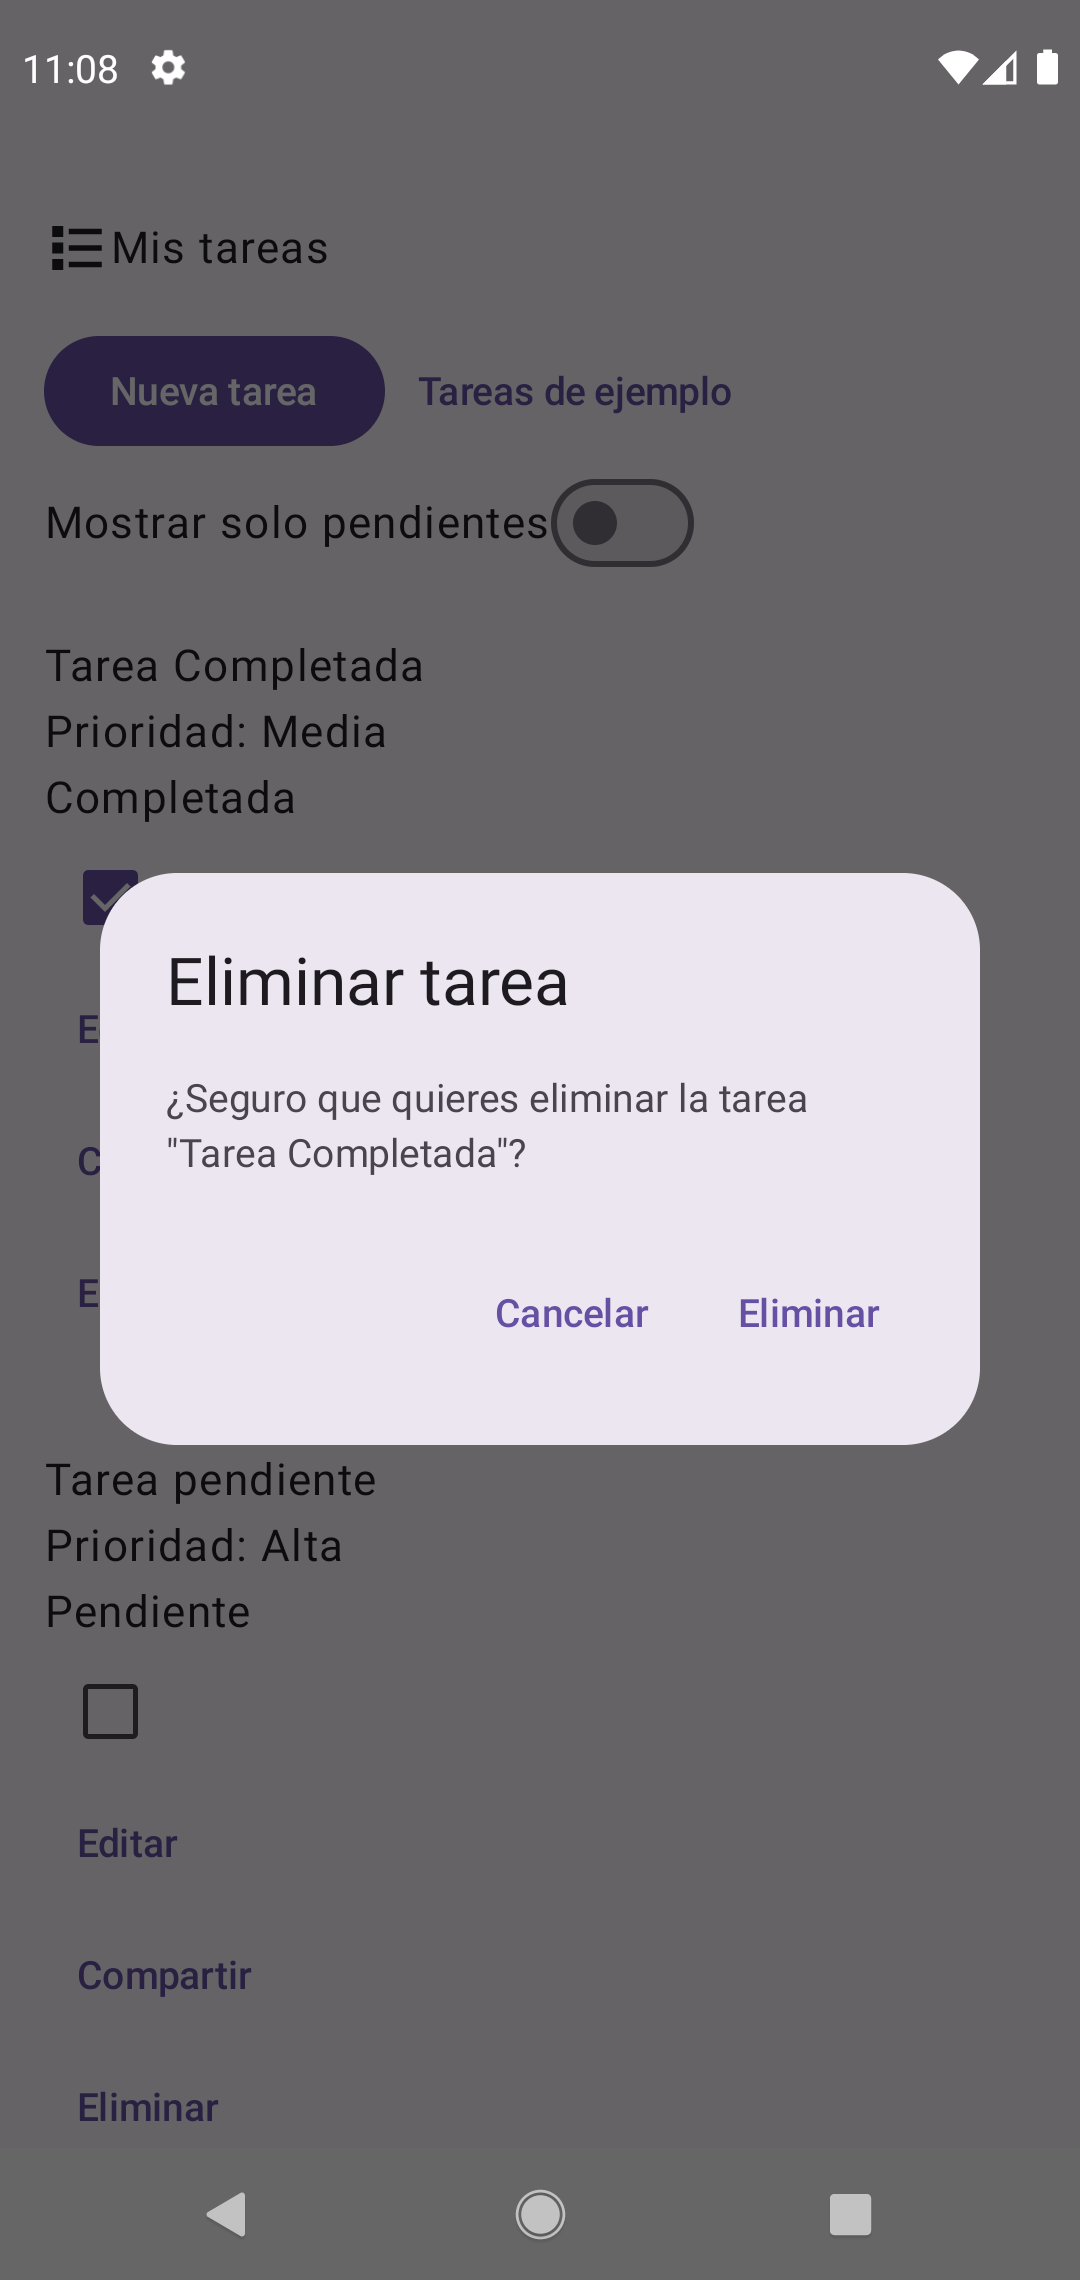 11:08
Mis tareas
Nueva tarea
Tareas de ejemplo
Mostrar solo pendientes
Tarea Completada
Prioridad: Media
Completada
Eliminar tarea
¿Seguro que quieres eliminar la tarea
"Tarea Completada"?
Cancelar
Eliminar
Tarea pendiente
Prioridad: Alta
Pendiente
Editar
Compartir
Eliminar